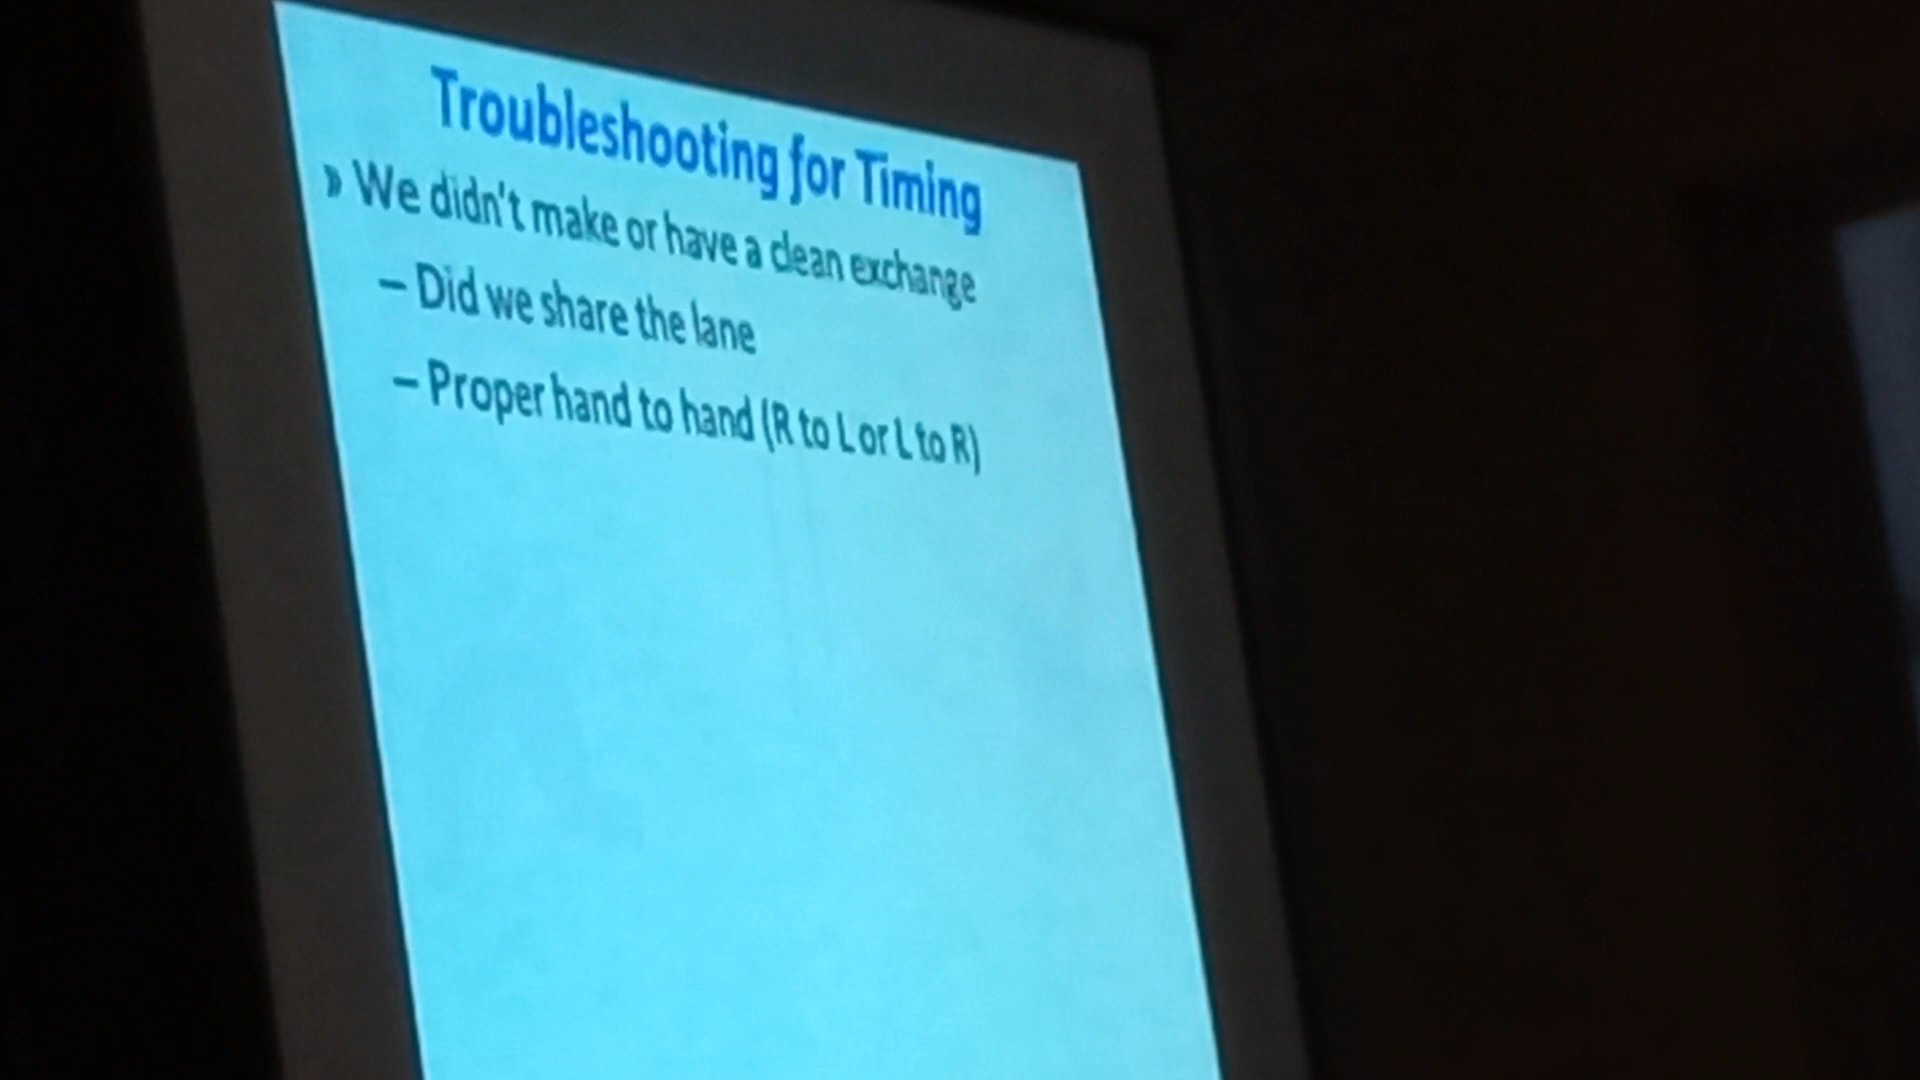 Troubleshooting for Timing
» We didn't make or have a clean exchange
– Did we share the lane
– Proper hand to hand (R to L or L to R)